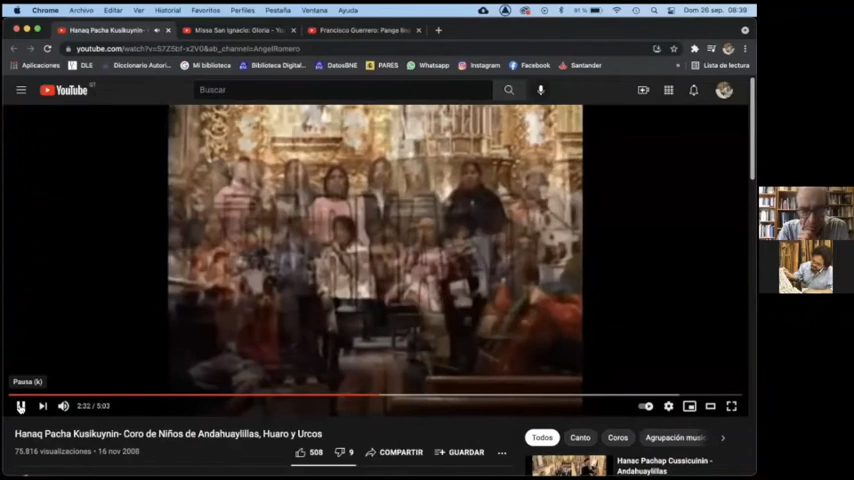 Chrome Archivo Editar Ver Historial Favoritos Perfiles Pestaña Ventana Ayuda 81 % Dom 26 sep. 08:39
Hanaq Pacha Kusikuynin- Missa San Ignacio: Gloria - Yo Francisco Guerrero: Pange lin
youtube.com/watch?v=S7Z5bf-x2V0&ab_channel=AngelRomero
Aplicaciones DLE Diccionario Autori... Mi biblioteca Biblioteca Digital... DatosBNE PARES Whatsapp Instagram Facebook Santander » Lista de lectura
YouTube Buscar
Pausa (k)
2:32 / 5:03
Hanaq Pacha Kusikuynin- Coro de Niños de Andahuaylillas, Huaro y Urcos
75.816 visualizaciones • 16 nov 2008
508 9 COMPARTIR GUARDAR ...
Todos Canto Coros Agrupación music
Hanac Pachap Cussicuinin -
Andahuaylillas